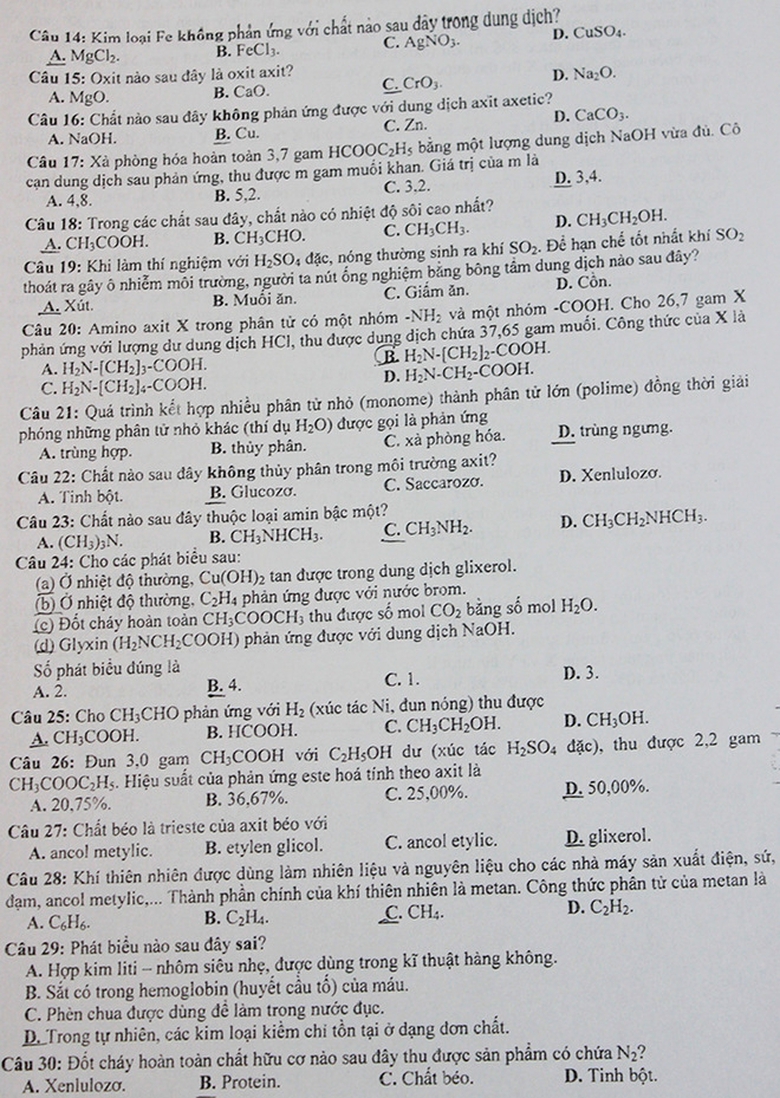 Câu 14: Kim loại Fe không phản ứng với chất nào sau đây trong dung dịch?
A. MgCl₂. B. FeCl₃. C. AgNO₃. D. CuSO₄.
Câu 15: Oxit nào sau đây là oxit axit?
A. MgO. B. CaO. C. CrO₃. D. Na₂O.
Câu 16: Chất nào sau đây không phản ứng được với dung dịch axit axetic?
A. NaOH. B. Cu. C. Zn. D. CaCO₃.
Câu 17: Xà phòng hóa hoàn toàn 3,7 gam HCOOC₂H₅ bằng một lượng dung dịch NaOH vừa đủ. Cô
cạn dung dịch sau phản ứng, thu được m gam muối khan. Giá trị của m là
A. 4,8. B. 5,2. C. 3,2. D. 3,4.
Câu 18: Trong các chất sau đây, chất nào có nhiệt độ sôi cao nhất?
A. CH₃COOH. B. CH₃CHO. C. CH₃CH₃. D. CH₃CH₂OH.
Câu 19: Khi làm thí nghiệm với H₂SO₄ đặc, nóng thường sinh ra khí SO₂. Để hạn chế tốt nhất khí SO₂
thoát ra gây ô nhiễm môi trường, người ta nút ống nghiệm bằng bông tẩm dung dịch nào sau đây?
A. Xút. B. Muối ăn. C. Giấm ăn. D. Cồn.
Câu 20: Amino axit X trong phân tử có một nhóm -NH₂ và một nhóm -COOH. Cho 26,7 gam X
phản ứng với lượng dư dung dịch HCl, thu được dung dịch chứa 37,65 gam muối. Công thức của X là
A. H₂N-[CH₂]₃-COOH. B. H₂N-[CH₂]₂-COOH.
C. H₂N-[CH₂]₄-COOH. D. H₂N-CH₂-COOH.
Câu 21: Quá trình kết hợp nhiều phân tử nhỏ (monome) thành phân tử lớn (polime) đồng thời giải
phóng những phân tử nhỏ khác (thí dụ H₂O) được gọi là phản ứng
A. trùng hợp. B. thủy phân. C. xà phòng hóa. D. trùng ngưng.
Câu 22: Chất nào sau đây không thủy phân trong môi trường axit?
A. Tinh bột. B. Glucozơ. C. Saccarozơ. D. Xenlulozơ.
Câu 23: Chất nào sau đây thuộc loại amin bậc một?
A. (CH₃)₃N. B. CH₃NHCH₃. C. CH₃NH₂. D. CH₃CH₂NHCH₃.
Câu 24: Cho các phát biểu sau:
(a) Ở nhiệt độ thường, Cu(OH)₂ tan được trong dung dịch glixerol.
(b) Ở nhiệt độ thường, C₂H₄ phản ứng được với nước brom.
(c) Đốt cháy hoàn toàn CH₃COOCH₃ thu được số mol CO₂ bằng số mol H₂O.
(d) Glyxin (H₂NCH₂COOH) phản ứng được với dung dịch NaOH.
Số phát biểu đúng là
A. 2. B. 4. C. 1. D. 3.
Câu 25: Cho CH₃CHO phản ứng với H₂ (xúc tác Ni, đun nóng) thu được
A. CH₃COOH. B. HCOOH. C. CH₃CH₂OH. D. CH₃OH.
Câu 26: Đun 3,0 gam CH₃COOH với C₂H₅OH dư (xúc tác H₂SO₄ đặc), thu được 2,2 gam
CH₃COOC₂H₅. Hiệu suất của phản ứng este hoá tính theo axit là
A. 20,75%. B. 36,67%. C. 25,00%. D. 50,00%.
Câu 27: Chất béo là trieste của axit béo với
A. ancol metylic. B. etylen glicol. C. ancol etylic. D. glixerol.
Câu 28: Khí thiên nhiên được dùng làm nhiên liệu và nguyên liệu cho các nhà máy sản xuất điện, sứ,
đạm, ancol metylic,... Thành phần chính của khí thiên nhiên là metan. Công thức phân tử của metan là
A. C₆H₆. B. C₂H₄. C. CH₄. D. C₂H₂.
Câu 29: Phát biểu nào sau đây sai?
A. Hợp kim liti – nhôm siêu nhẹ, được dùng trong kĩ thuật hàng không.
B. Sắt có trong hemoglobin (huyết cầu tố) của máu.
C. Phèn chua được dùng để làm trong nước đục.
D. Trong tự nhiên, các kim loại kiềm chỉ tồn tại ở dạng đơn chất.
Câu 30: Đốt cháy hoàn toàn chất hữu cơ nào sau đây thu được sản phẩm có chứa N₂?
A. Xenlulozơ. B. Protein. C. Chất béo. D. Tinh bột.